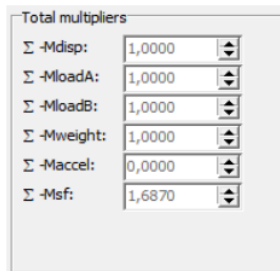 Total multipliers
Σ -Mdisp: 1,0000
Σ -MloadA: 1,0000
Σ -MloadB: 1,0000
Σ -Mweight: 1,0000
Σ -Maccel: 0,0000
Σ -Msf: 1,6870